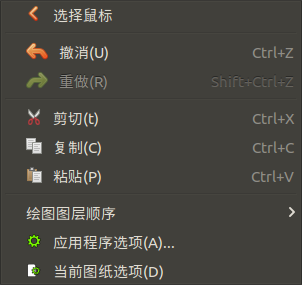 选择鼠标
撤消(U) Ctrl+Z
重做(R) Shift+Ctrl+Z
剪切(t) Ctrl+X
复制(C) Ctrl+C
粘贴(P) Ctrl+V
绘图图层顺序
应用程序选项(A)...
当前图纸选项(D)